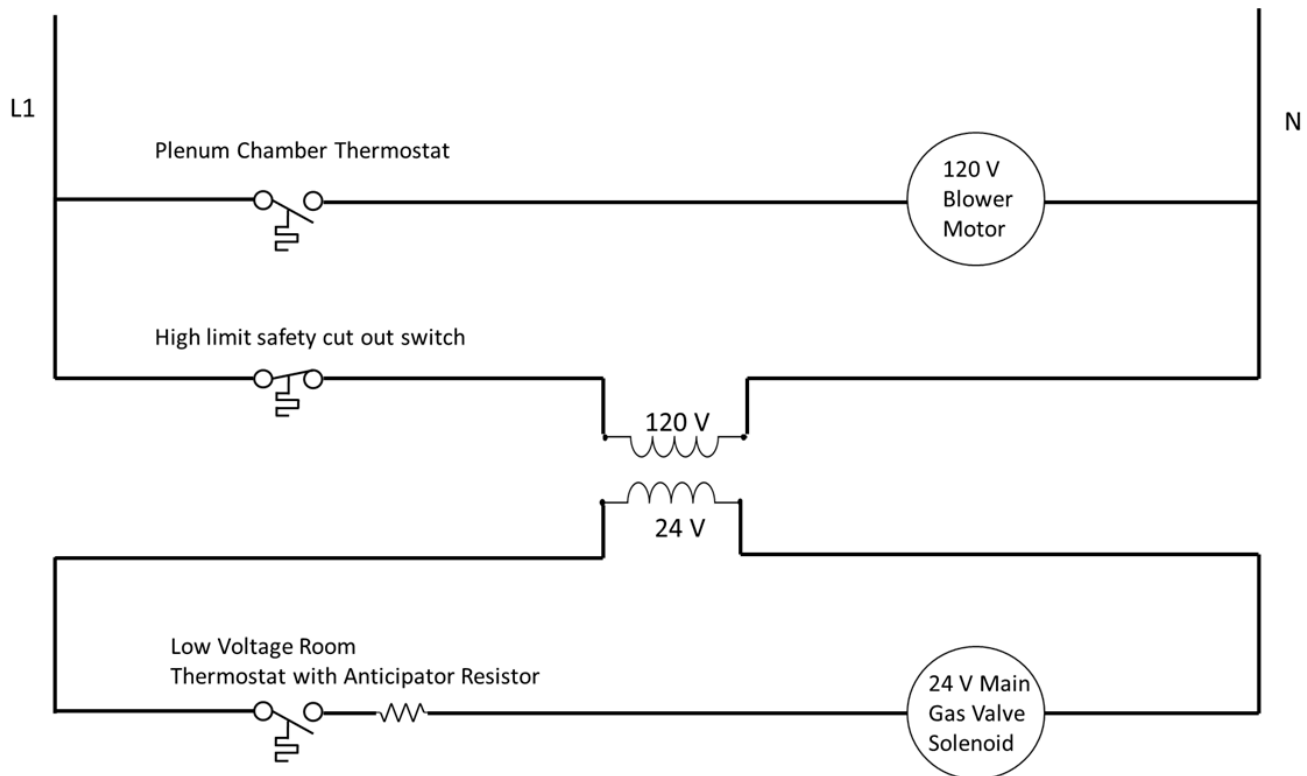 L1
N
Plenum Chamber Thermostat
120 V
Blower
Motor
High limit safety cut out switch
120 V
24 V
Low Voltage Room
Thermostat with Anticipator Resistor
24 V Main
Gas Valve
Solenoid